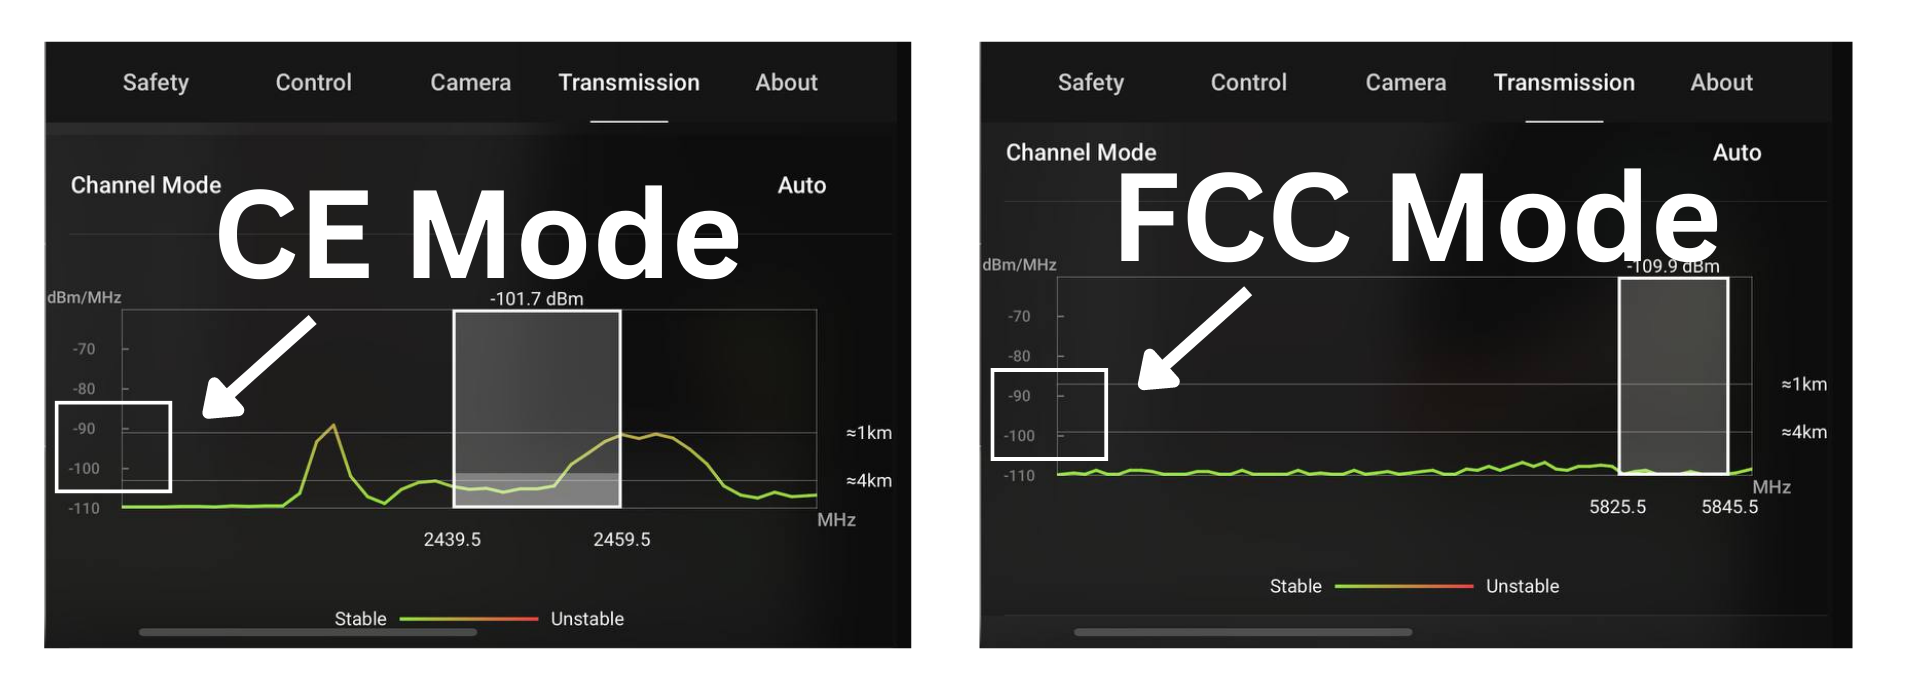 Safety Control Camera Transmission About
Channel Mode Auto
CE Mode
dBm/MHz
-101.7 dBm
-70
-80
-90
≈1km
-100
≈4km
-110
MHz
2439.5 2459.5
Stable Unstable
Safety Control Camera Transmission About
Channel Mode Auto
FCC Mode
dBm/MHz
-109.9 dBm
-70
-80
≈1km
-90
≈4km
-100
-110
MHz
5825.5 5845.5
Stable Unstable